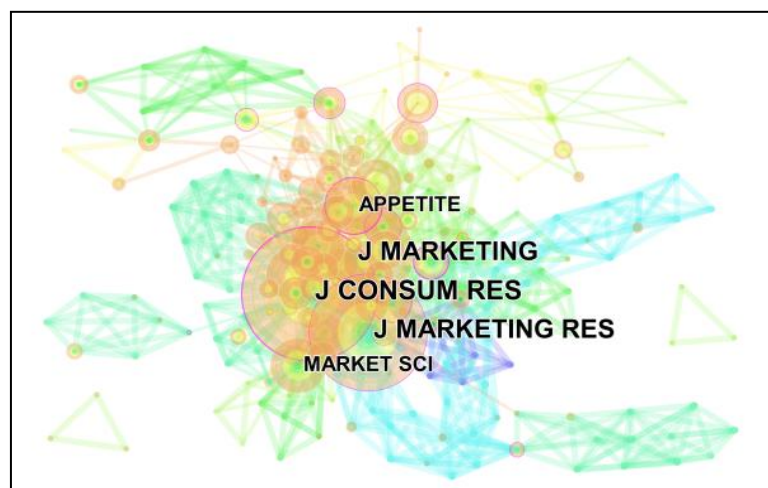 APPETITE
J MARKETING
J CONSUM RES
J MARKETING RES
MARKET SCI